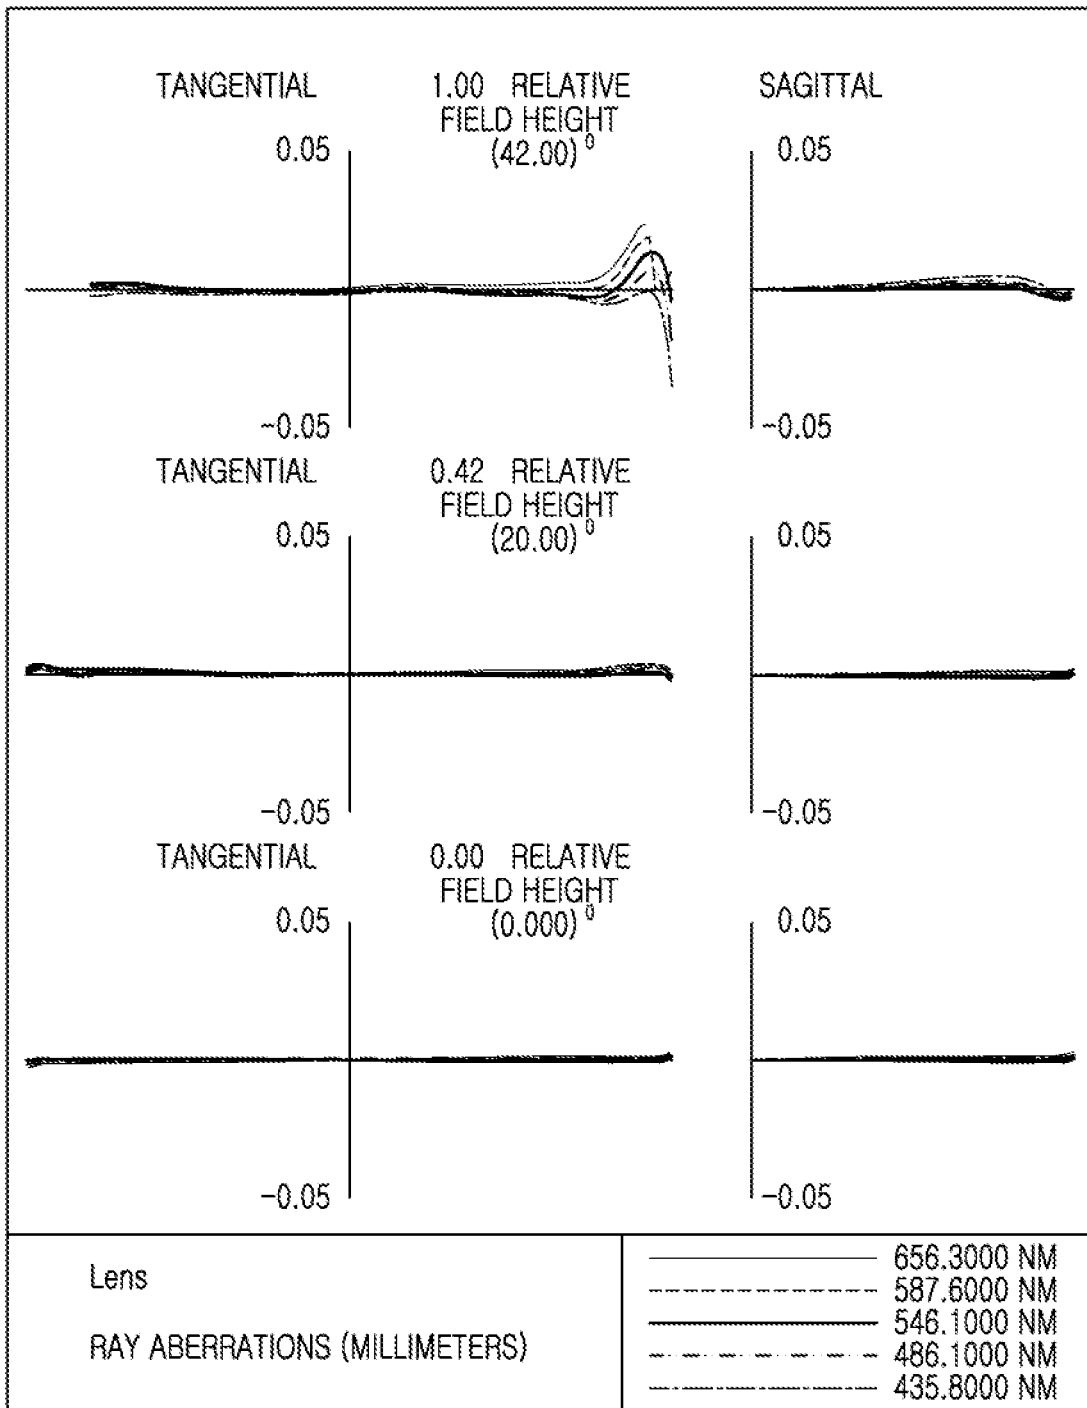 TANGENTIAL 1.00 RELATIVE SAGITTAL
FIELD HEIGHT
(42.00)⁰
0.05 0.05
-0.05 -0.05
TANGENTIAL 0.42 RELATIVE
FIELD HEIGHT
(20.00)⁰
0.05 0.05
-0.05 -0.05
TANGENTIAL 0.00 RELATIVE
FIELD HEIGHT
(0.000)⁰
0.05 0.05
-0.05 -0.05
Lens
RAY ABERRATIONS (MILLIMETERS)
656.3000 NM
587.6000 NM
546.1000 NM
486.1000 NM
435.8000 NM